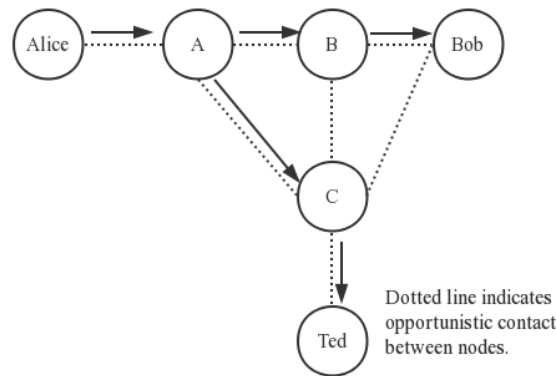 Alice
A
B
Bob
C
Ted
Dotted line indicates
opportunistic contact
between nodes.